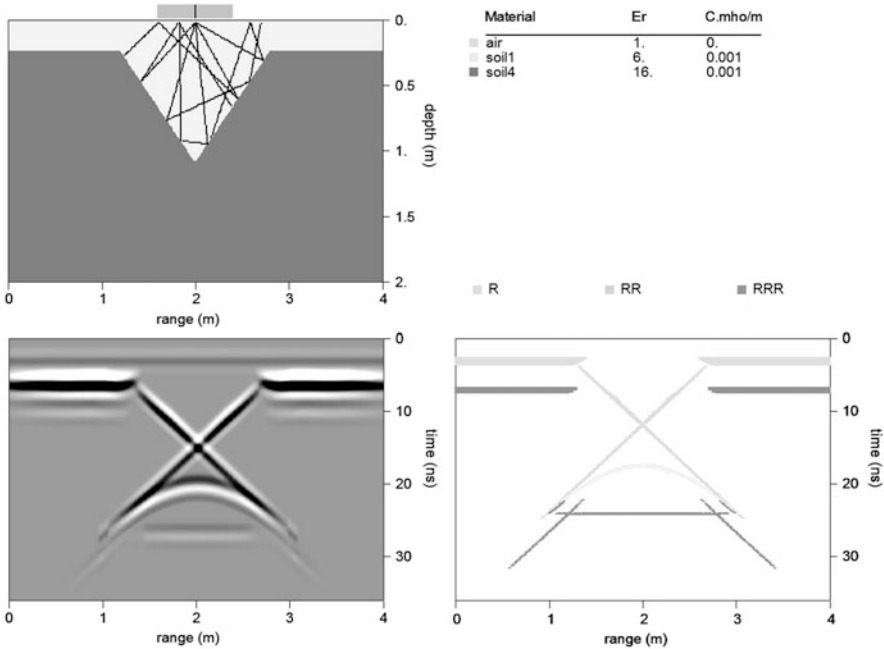 0.
0.5
1.
1.5
2.
depth (m)
0 1 2 3 4
range (m)
Material Er C.mho/m
air 1. 0.
soil1 6. 0.001
soil4 16. 0.001
R RR RRR
0
10
20
30
time (ns)
0 1 2 3 4
range (m)
0
10
20
30
time (ns)
0 1 2 3 4
range (m)